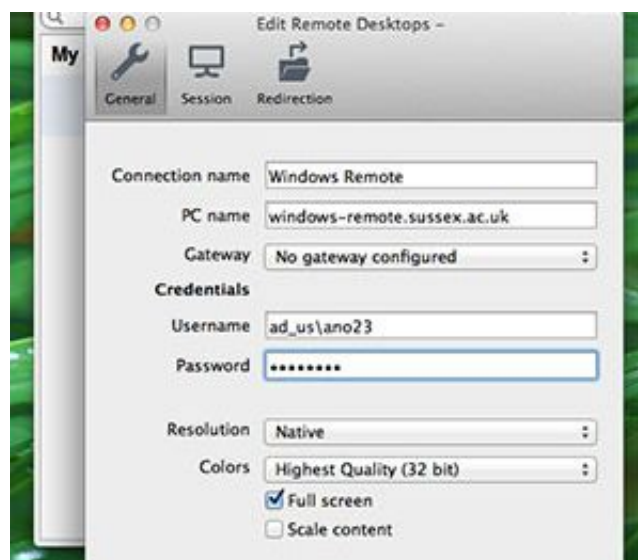 Edit Remote Desktops –
My
General Session Redirection
Connection name Windows Remote
PC name windows-remote.sussex.ac.uk
Gateway No gateway configured
Credentials
Username ad_us\ano23
Password ••••••••
Resolution Native
Colors Highest Quality (32 bit)
Full screen
Scale content